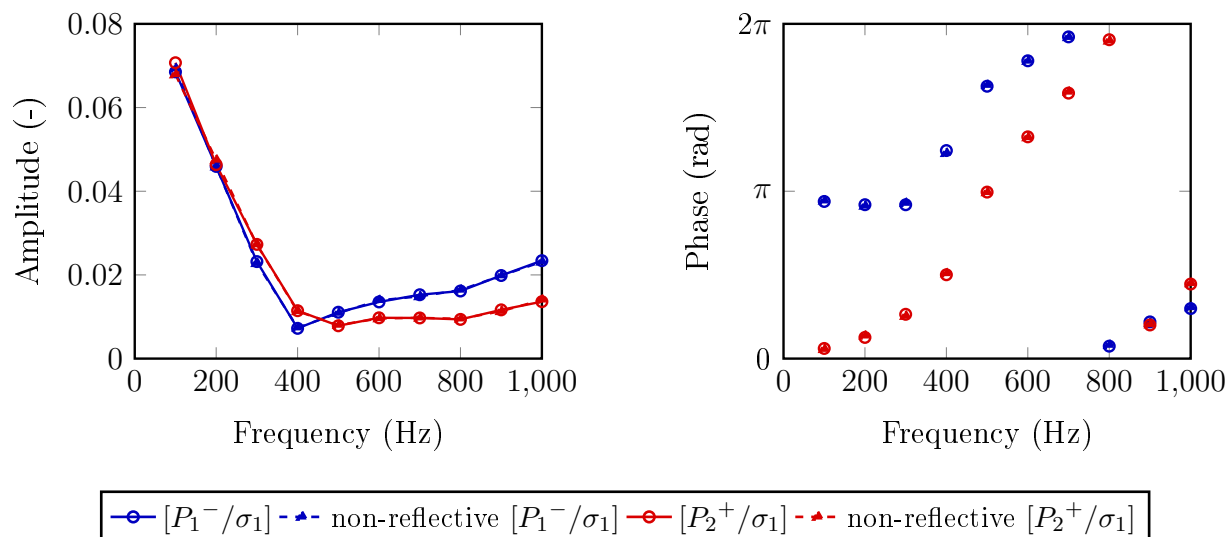 0.08
0.06
0.04
0.02
0
Amplitude (-)
0 200 400 600 800 1,000
Frequency (Hz)
2π
π
0
Phase (rad)
0 200 400 600 800 1,000
Frequency (Hz)
[P₁⁻/σ₁] non-reflective [P₁⁻/σ₁] [P₂⁺/σ₁] non-reflective [P₂⁺/σ₁]